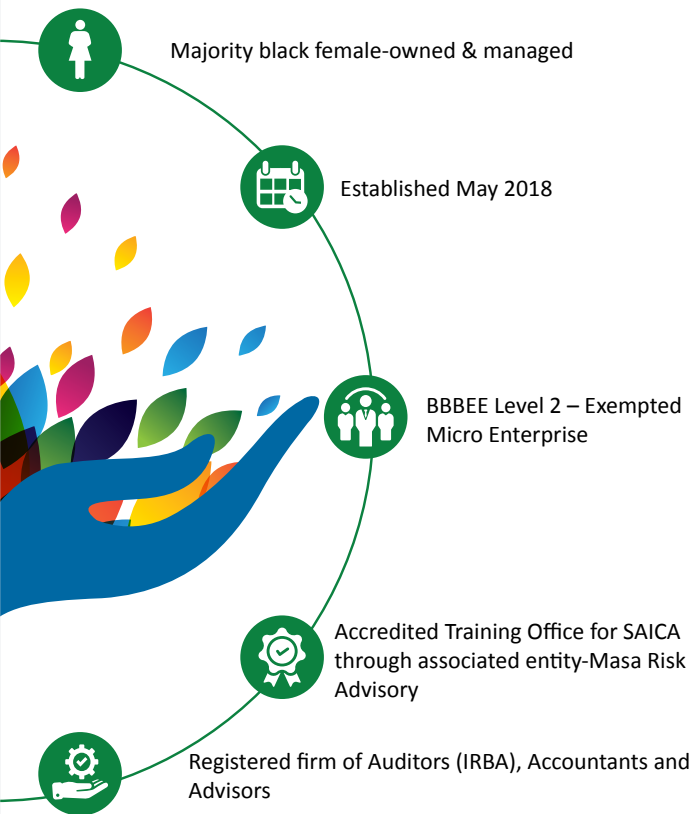 Majority black female-owned & managed
Established May 2018
BBBEE Level 2 – Exempted
Micro Enterprise
Accredited Training Office for SAICA
through associated entity-Masa Risk
Advisory
Registered firm of Auditors (IRBA), Accountants and
Advisors